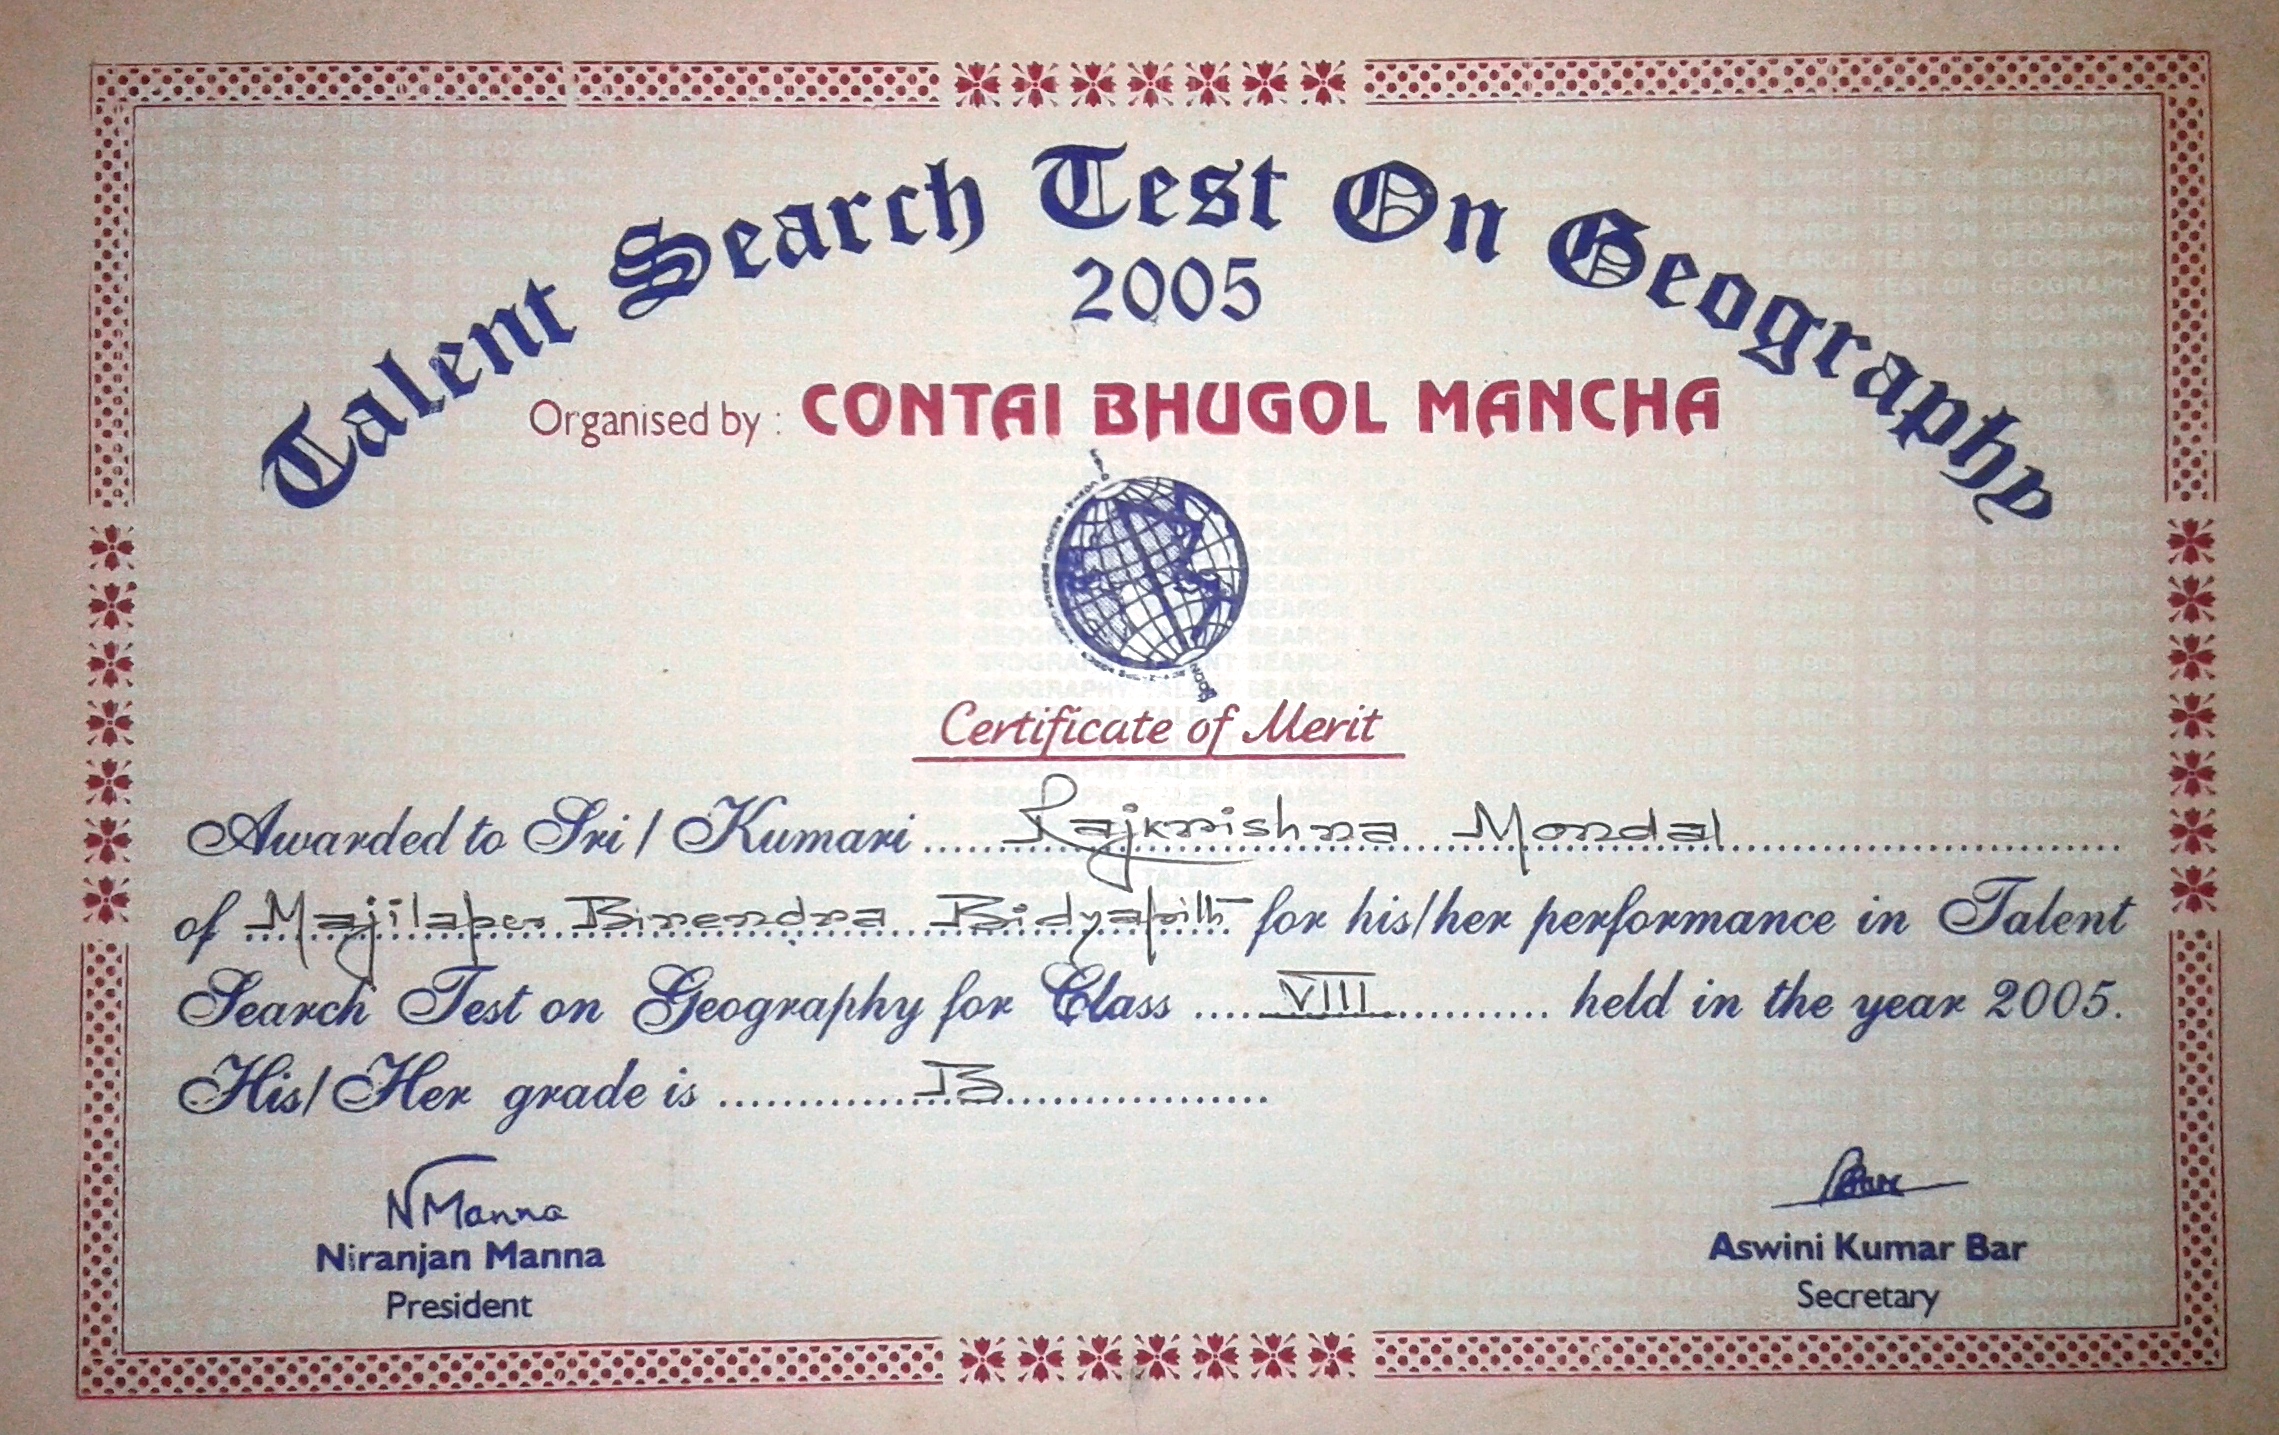 Talent Search Test On Geography
2005
Organised by : CONTAI BHUGOL MANCHA
Certificate of Merit
Awarded to Sri / Kumari ..... Rajkrishna Mondal .....
of Majilapur Birendra Bidyapith for his/her performance in Talent
Search Test on Geography for Class ..... VIII ..... held in the year 2005.
His/Her grade is ..... B .....
NManna
Niranjan Manna
President
Aswini Kumar Bar
Secretary